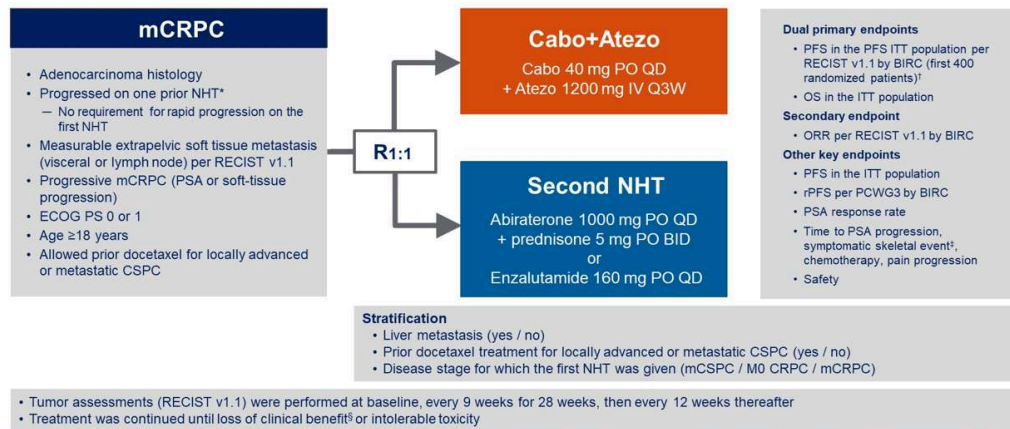 mCRPC
• Adenocarcinoma histology
• Progressed on one prior NHT*
– No requirement for rapid progression on the
first NHT
• Measurable extrapelvic soft tissue metastasis
(visceral or lymph node) per RECIST v1.1
• Progressive mCRPC (PSA or soft-tissue
progression)
• ECOG PS 0 or 1
• Age ≥18 years
• Allowed prior docetaxel for locally advanced
or metastatic CSPC
R1:1
Cabo+Atezo
Cabo 40 mg PO QD
+ Atezo 1200 mg IV Q3W
Second NHT
Abiraterone 1000 mg PO QD
+ prednisone 5 mg PO BID
or
Enzalutamide 160 mg PO QD
Dual primary endpoints
• PFS in the PFS ITT population per
RECIST v1.1 by BIRC (first 400
randomized patients)†
• OS in the ITT population
Secondary endpoint
• ORR per RECIST v1.1 by BIRC
Other key endpoints
• PFS in the ITT population
• rPFS per PCWG3 by BIRC
• PSA response rate
• Time to PSA progression,
symptomatic skeletal event‡,
chemotherapy, pain progression
• Safety
Stratification
• Liver metastasis (yes / no)
• Prior docetaxel treatment for locally advanced or metastatic CSPC (yes / no)
• Disease stage for which the first NHT was given (mCSPC / M0 CRPC / mCRPC)
• Tumor assessments (RECIST v1.1) were performed at baseline, every 9 weeks for 28 weeks, then every 12 weeks thereafter
• Treatment was continued until loss of clinical benefit§ or intolerable toxicity